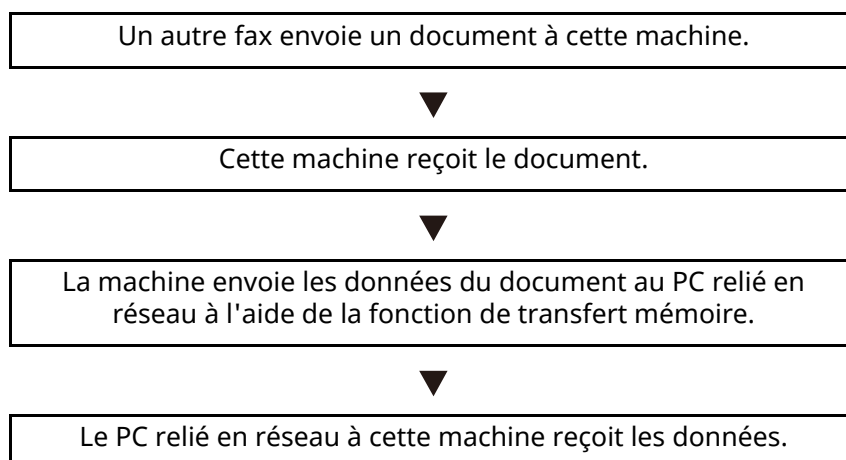 Un autre fax envoie un document à cette machine.
Cette machine reçoit le document.
La machine envoie les données du document au PC relié en
réseau à l'aide de la fonction de transfert mémoire.
Le PC relié en réseau à cette machine reçoit les données.